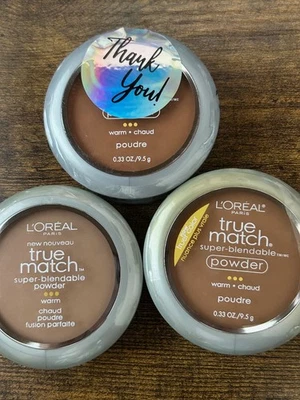 Thank
You!
warm • chaud
poudre
0.33 OZ/9.5 g
L'ORÉAL
PARIS
new nouveau
true
match™
super-blendable
powder
warm
chaud
poudre
fusion parfaite
L'ORÉAL
PARIS
true
match®
super-blendable
powder
warm • chaud
poudre
0.33 OZ/9.5 g